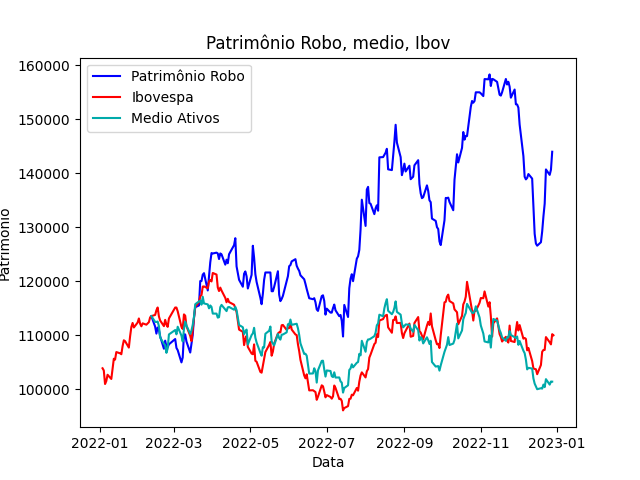 Patrimônio Robo, medio, Ibov
Patrimônio Robo
Ibovespa
Medio Ativos
160000
150000
140000
130000
120000
110000
100000
Patrimonio
2022-01 2022-03 2022-05 2022-07 2022-09 2022-11 2023-01
Data